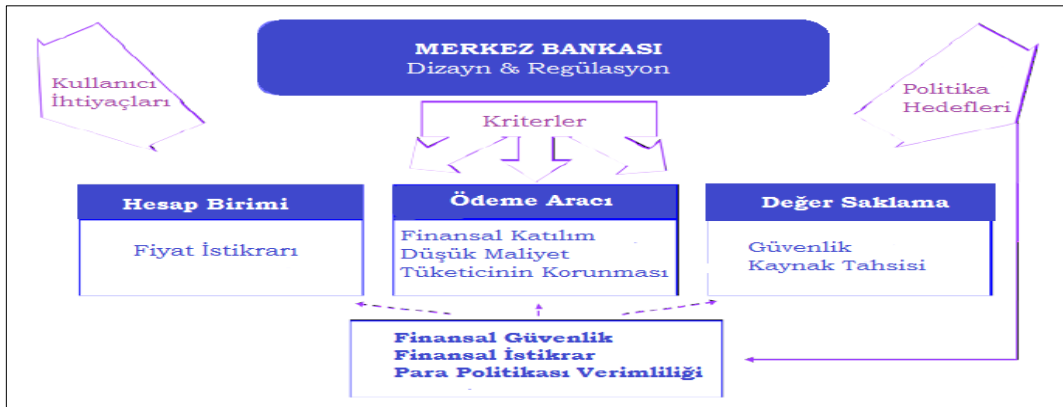 MERKEZ BANKASI
Dizayn & Regülasyon
Kullanıcı
İhtiyaçları
Politika
Hedefleri
Kriterler
Hesap Birimi
Fiyat İstikrarı
Ödeme Aracı
Finansal Katılım
Düşük Maliyet
Tüketicinin Korunması
Değer Saklama
Güvenlik
Kaynak Tahsisi
Finansal Güvenlik
Finansal İstikrar
Para Politikası Verimliliği